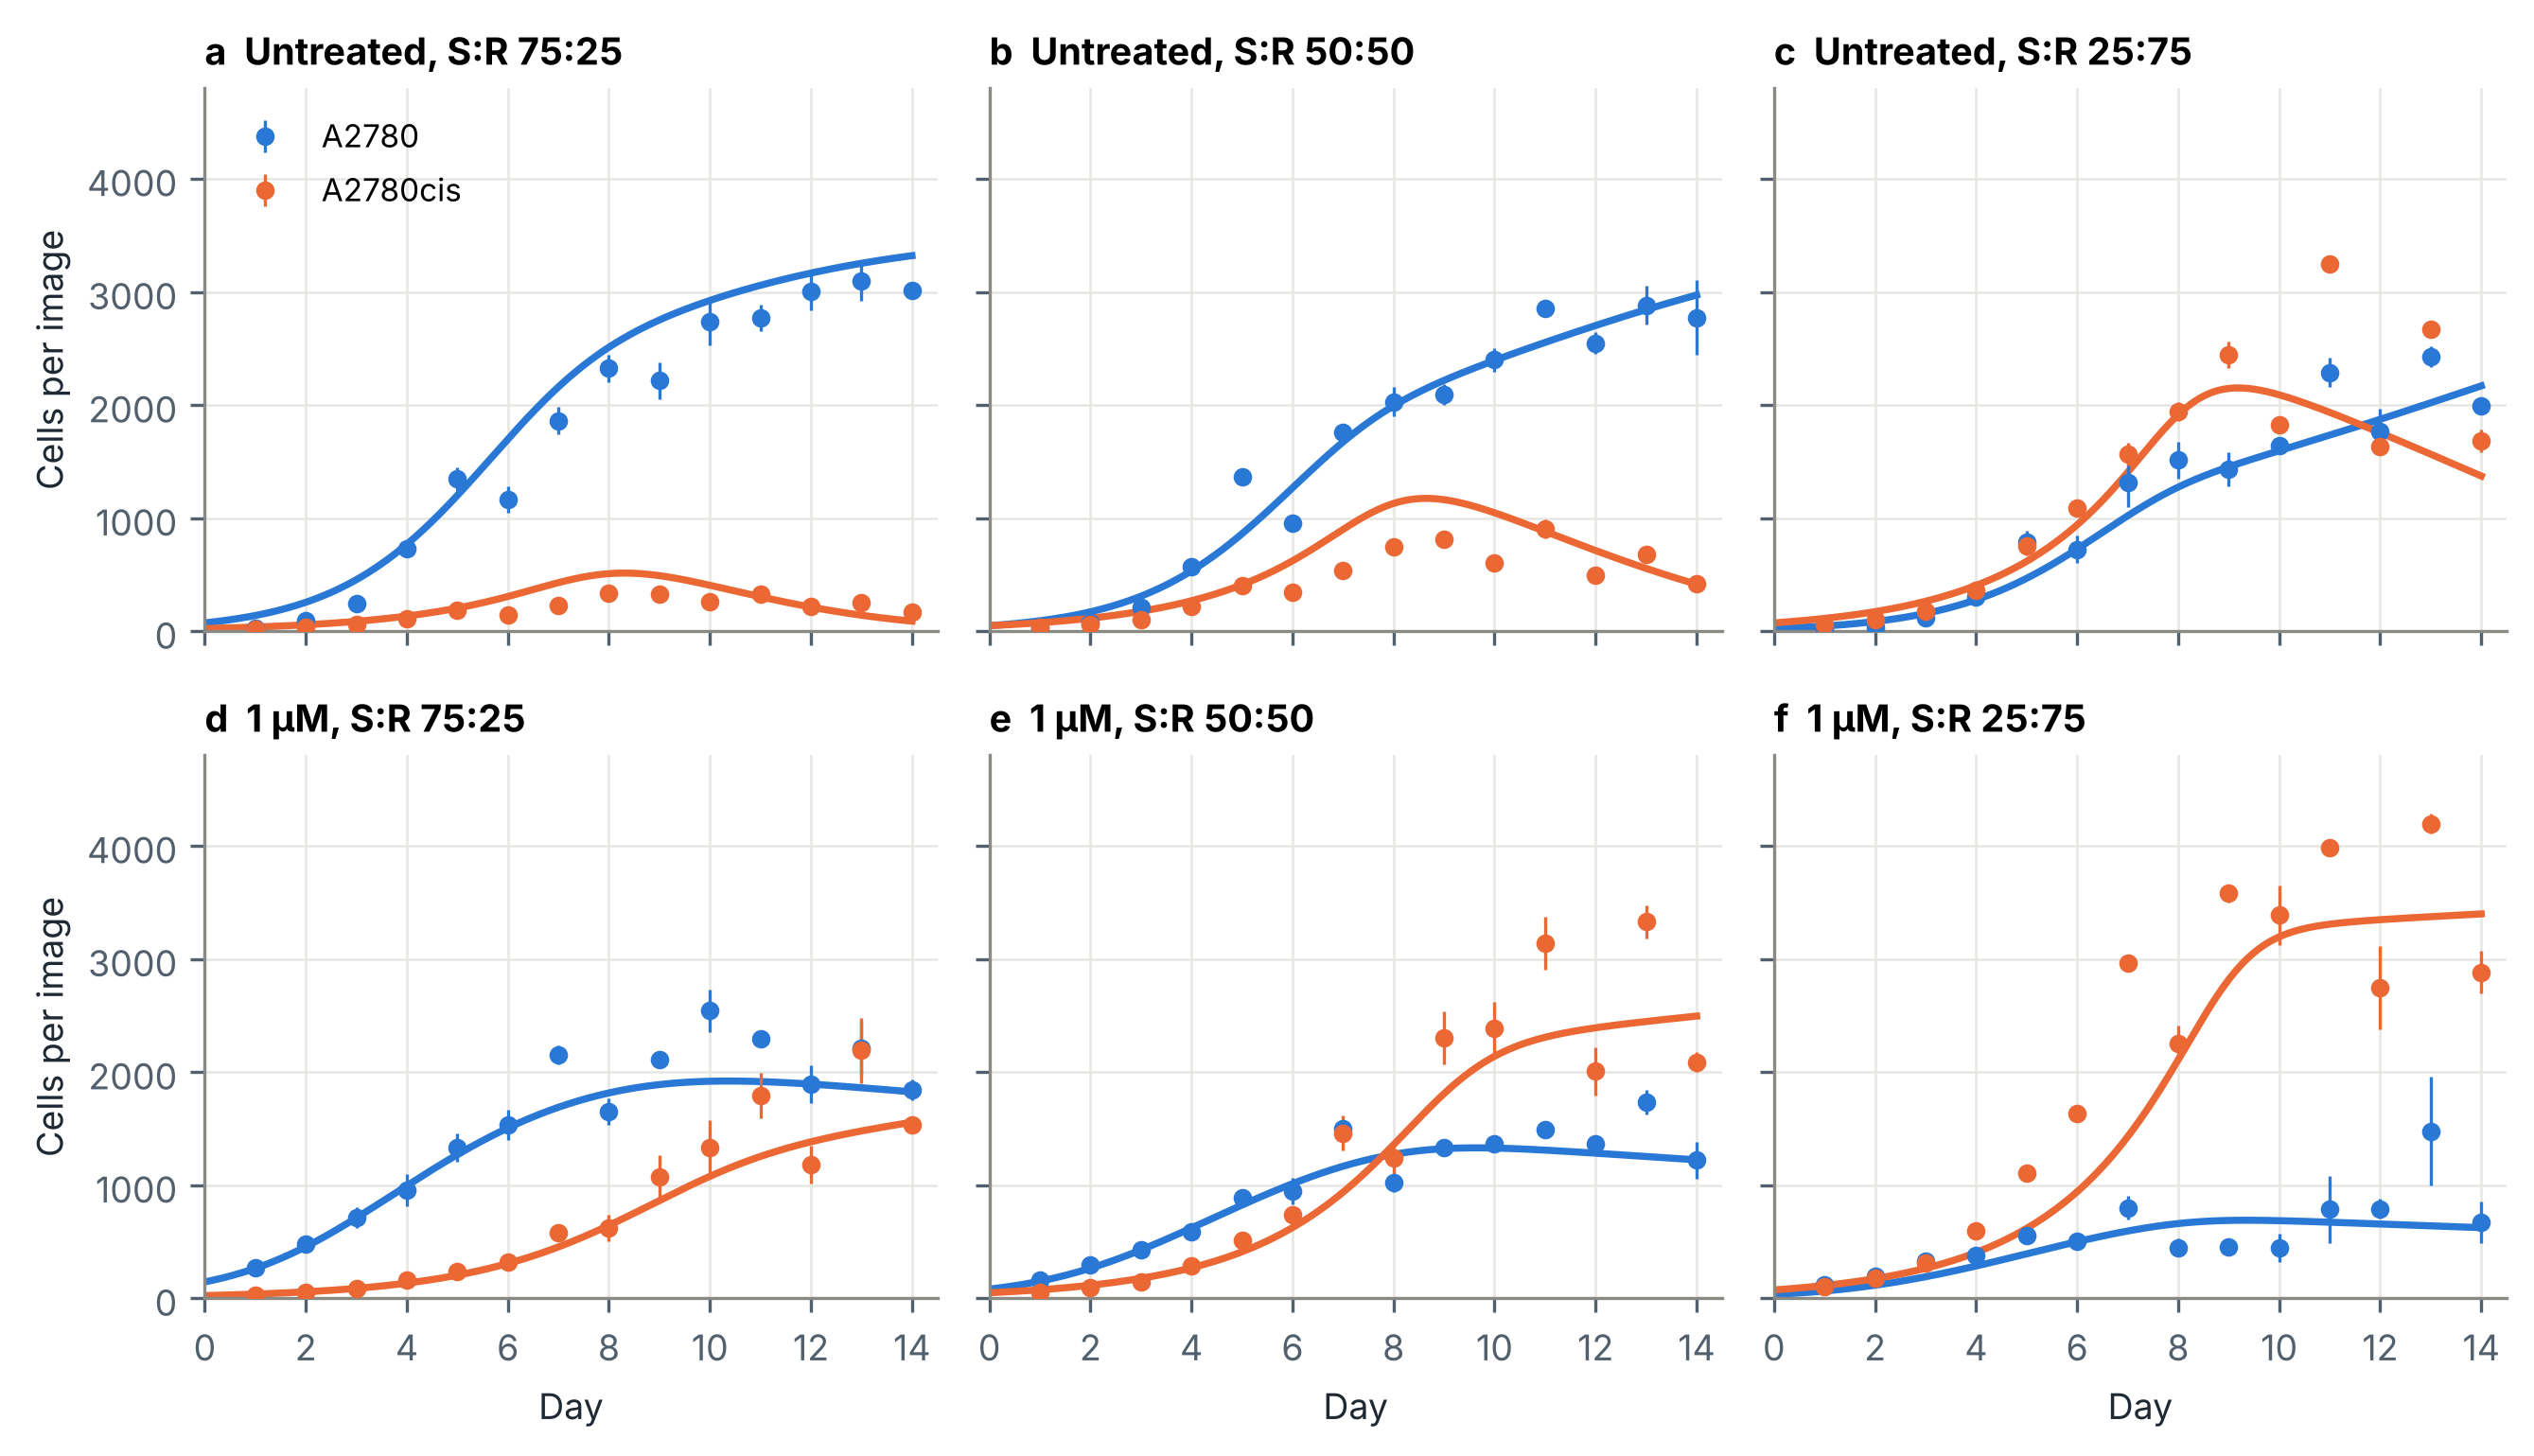 a Untreated, S:R 75:25
b Untreated, S:R 50:50
c Untreated, S:R 25:75
A2780
A2780cis
Cells per image
4000
3000
2000
1000
0
d 1 µM, S:R 75:25
e 1 µM, S:R 50:50
f 1 µM, S:R 25:75
Cells per image
4000
3000
2000
1000
0
0 2 4 6 8 10 12 14
0 2 4 6 8 10 12 14
0 2 4 6 8 10 12 14
Day
Day
Day